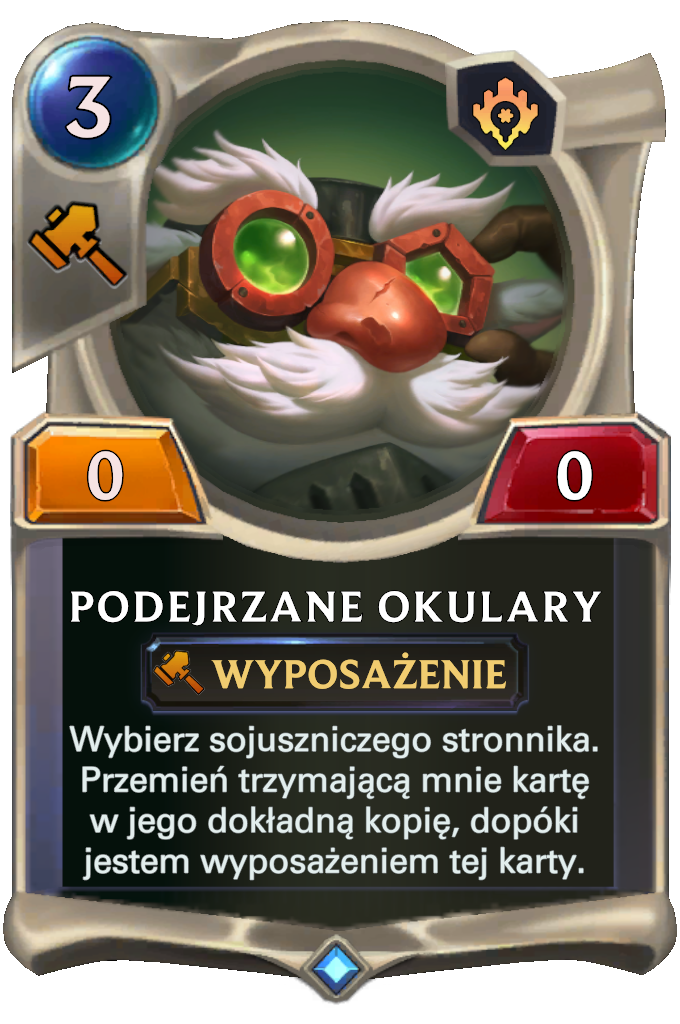 3
0
0
PODEJRZANE OKULARY
WYPOSAŻENIE
Wybierz sojuszniczego stronnika.
Przemień trzymającą mnie kartę
w jego dokładną kopię, dopóki
jestem wyposażeniem tej karty.